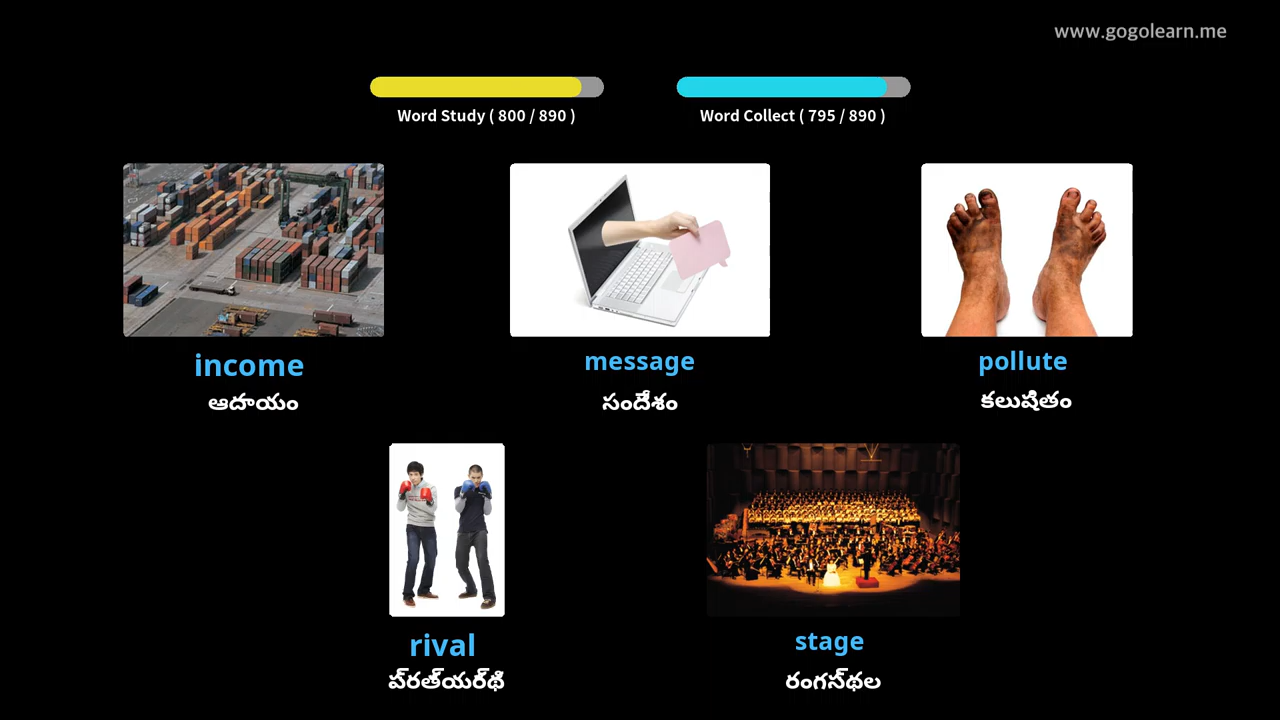 www.gogolearn.me
Word Study ( 800 / 890 )
Word Collect ( 795 / 890 )
income
ఆదాయం
message
సందేశం
pollute
కలుషితం
rival
ప్రత్యర్థి
stage
రంగస్థల